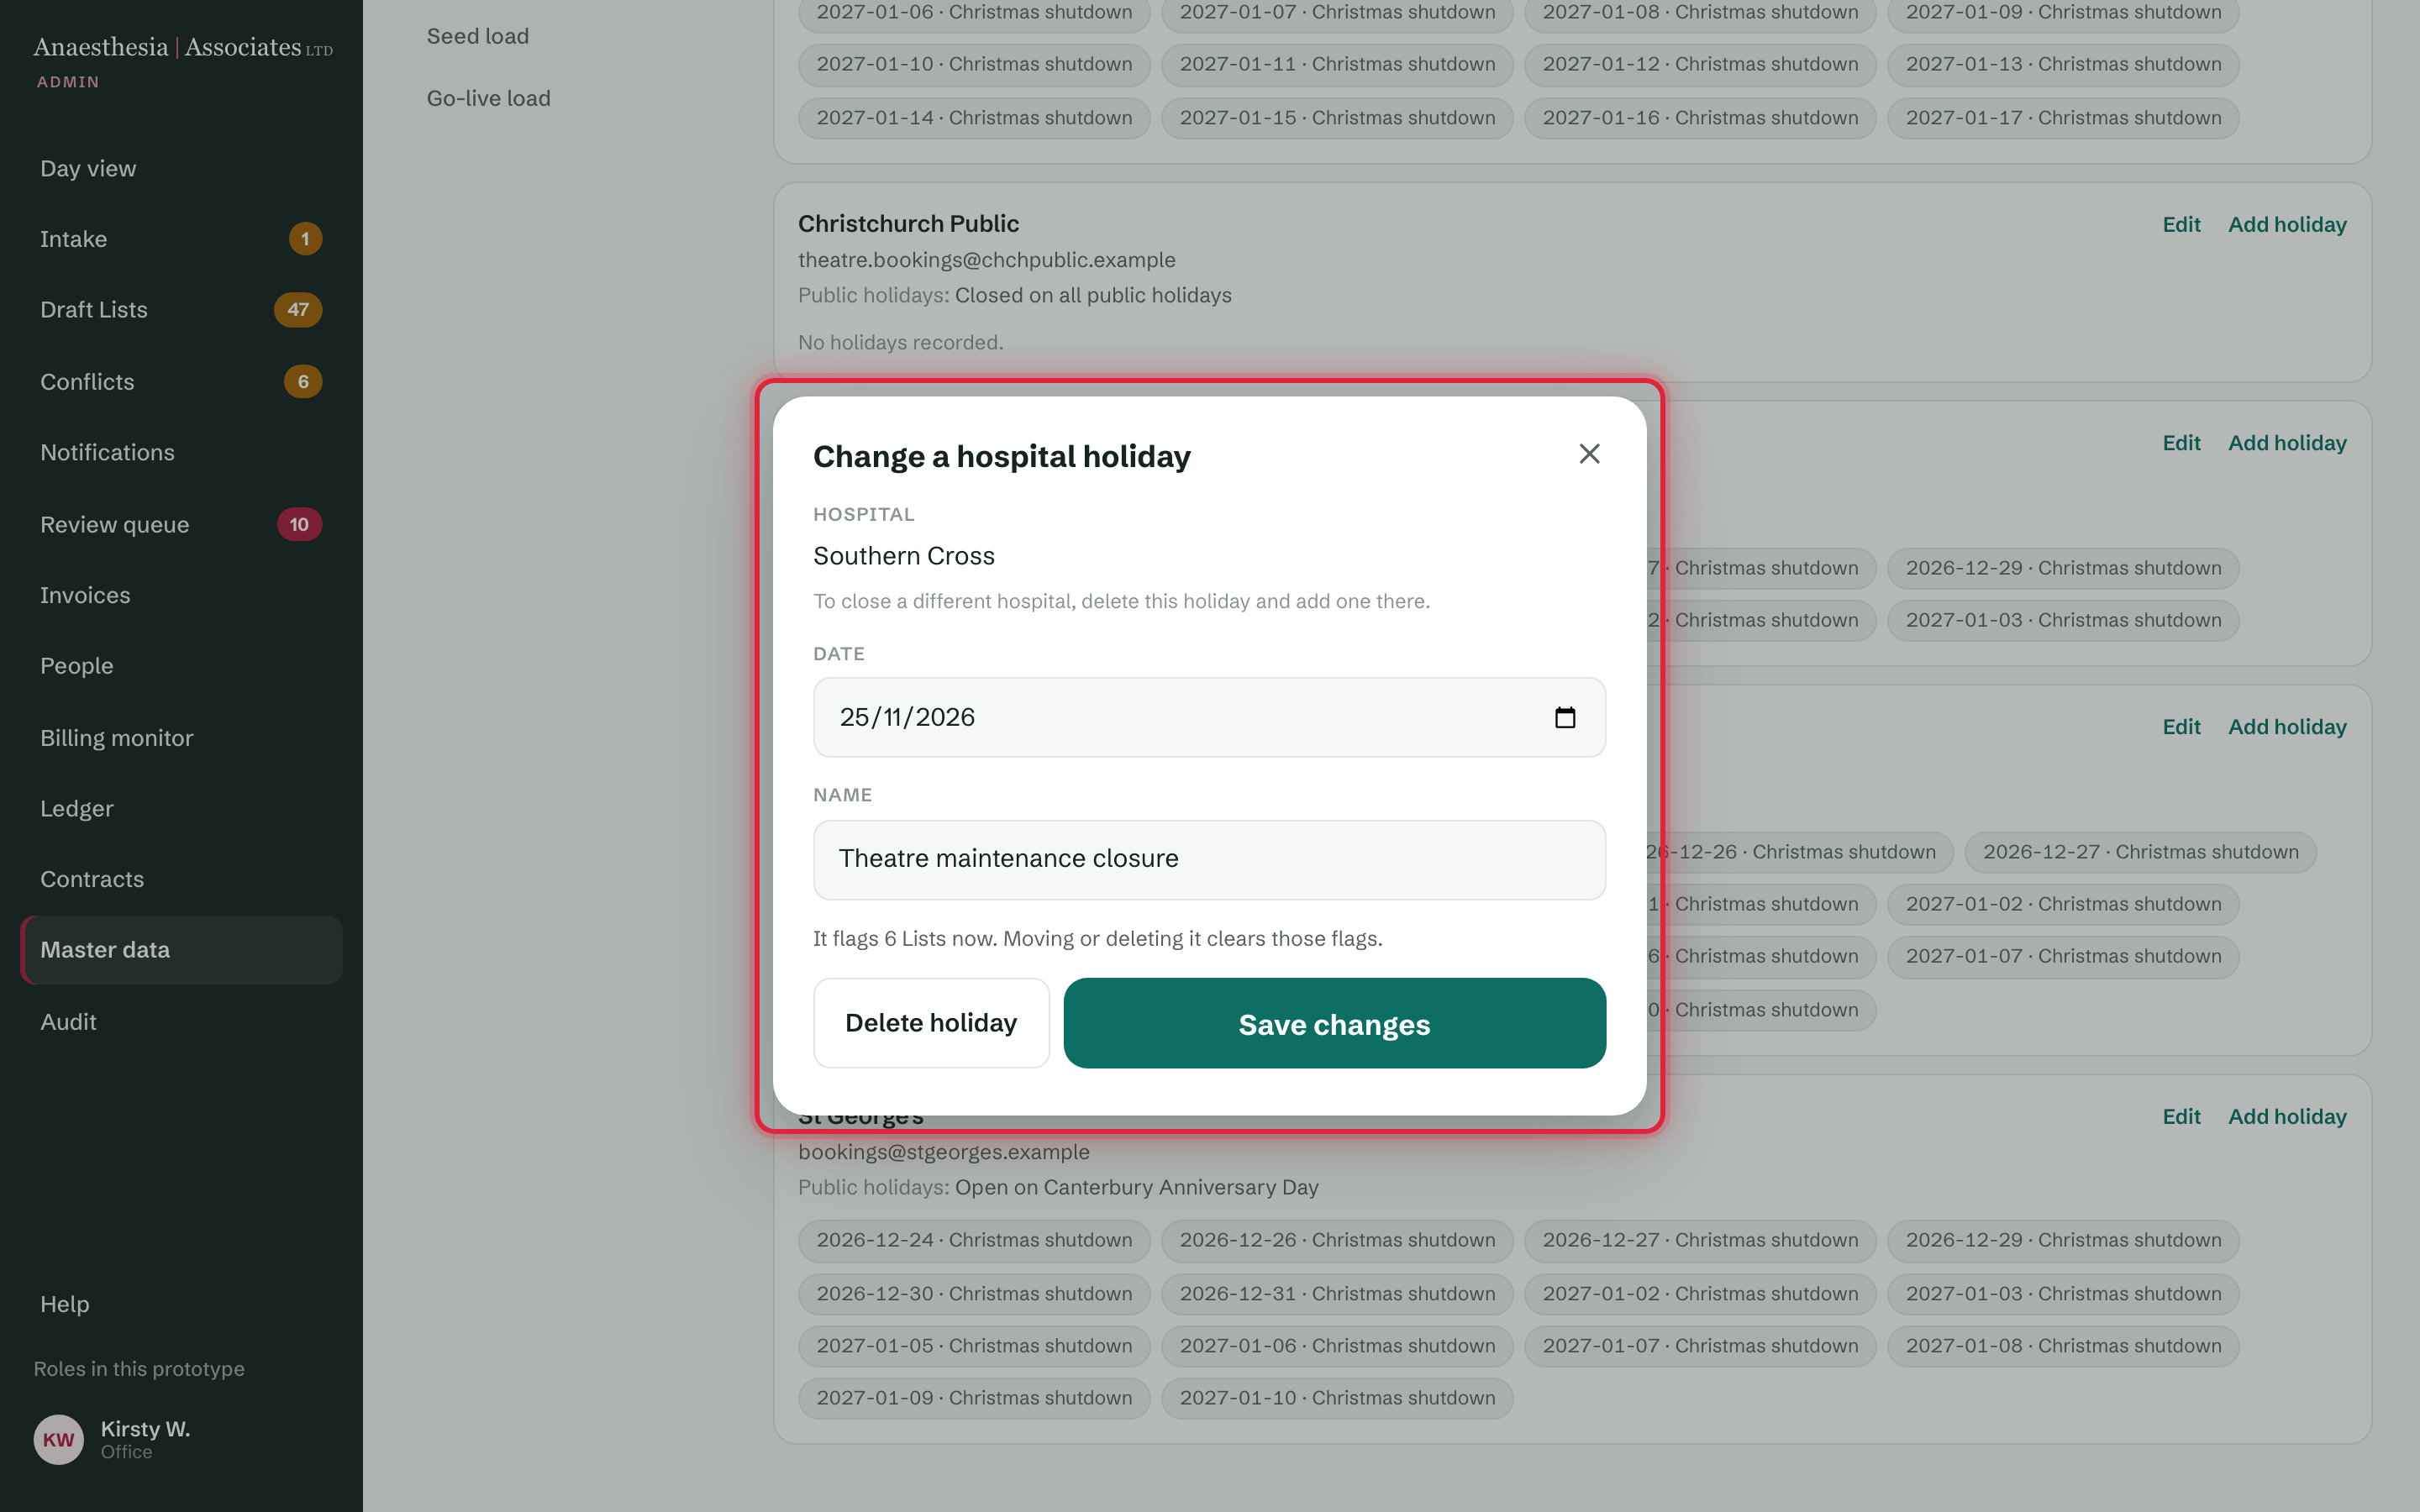 Anaesthesia | Associates LTD
ADMIN
Day view
Intake 1
Draft Lists 47
Conflicts 6
Notifications
Review queue 10
Invoices
People
Billing monitor
Ledger
Contracts
Master data
Audit
Help
Roles in this prototype
KW
Kirsty W.
Office
Seed load
Go-live load
2027-01-06 · Christmas shutdown 2027-01-07 · Christmas shutdown 2027-01-08 · Christmas shutdown 2027-01-09 · Christmas shutdown
2027-01-10 · Christmas shutdown 2027-01-11 · Christmas shutdown 2027-01-12 · Christmas shutdown 2027-01-13 · Christmas shutdown
2027-01-14 · Christmas shutdown 2027-01-15 · Christmas shutdown 2027-01-16 · Christmas shutdown 2027-01-17 · Christmas shutdown
Christchurch Public Edit Add holiday
theatre.bookings@chchpublic.example
Public holidays: Closed on all public holidays
No holidays recorded.
Edit Add holiday
7 · Christmas shutdown 2026-12-29 · Christmas shutdown
2 · Christmas shutdown 2027-01-03 · Christmas shutdown
Edit Add holiday
26-12-26 · Christmas shutdown 2026-12-27 · Christmas shutdown
1 · Christmas shutdown 2027-01-02 · Christmas shutdown
6 · Christmas shutdown 2027-01-07 · Christmas shutdown
0 · Christmas shutdown
Change a hospital holiday
HOSPITAL
Southern Cross
To close a different hospital, delete this holiday and add one there.
DATE
25/11/2026
NAME
Theatre maintenance closure
It flags 6 Lists now. Moving or deleting it clears those flags.
Delete holiday Save changes
St George's Edit Add holiday
bookings@stgeorges.example
Public holidays: Open on Canterbury Anniversary Day
2026-12-24 · Christmas shutdown 2026-12-26 · Christmas shutdown 2026-12-27 · Christmas shutdown 2026-12-29 · Christmas shutdown
2026-12-30 · Christmas shutdown 2026-12-31 · Christmas shutdown 2027-01-02 · Christmas shutdown 2027-01-03 · Christmas shutdown
2027-01-05 · Christmas shutdown 2027-01-06 · Christmas shutdown 2027-01-07 · Christmas shutdown 2027-01-08 · Christmas shutdown
2027-01-09 · Christmas shutdown 2027-01-10 · Christmas shutdown